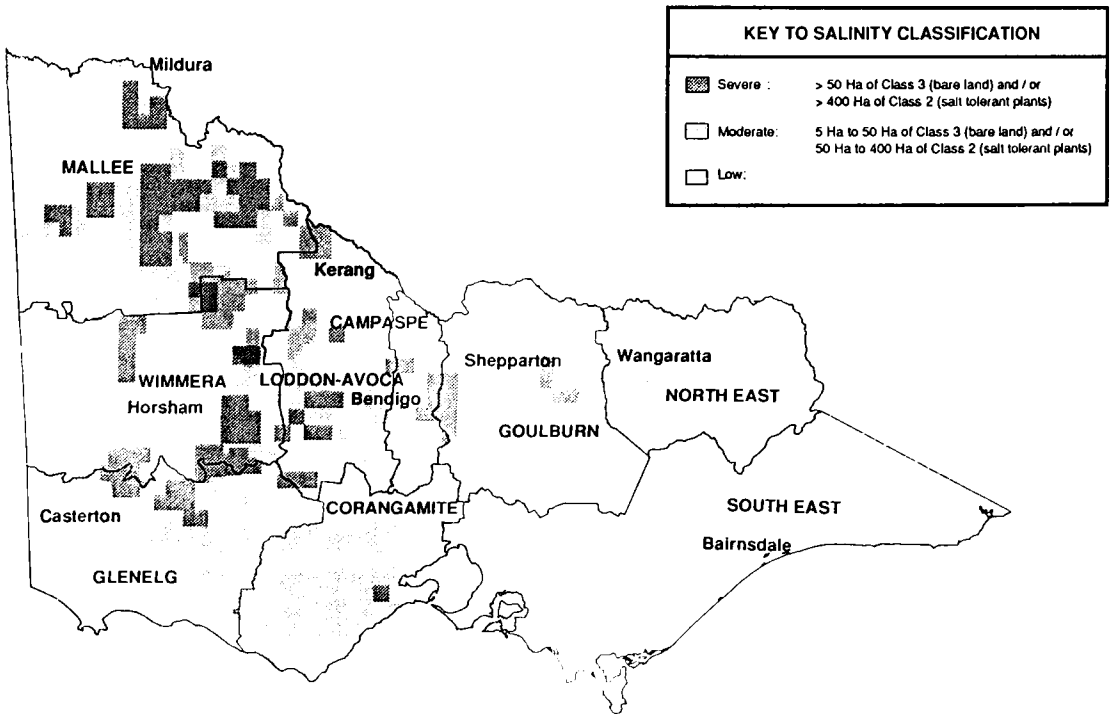 KEY TO SALINITY CLASSIFICATION
Severe : > 50 Ha of Class 3 (bare land) and / or
> 400 Ha of Class 2 (salt tolerant plants)
Moderate: 5 Ha to 50 Ha of Class 3 (bare land) and / or
50 Ha to 400 Ha of Class 2 (salt tolerant plants)
Low:
Mildura
MALLEE
Kerang
CAMPASPE
Shepparton
Wangaratta
WIMMERA
LODDON-AVOCA
NORTH EAST
Horsham
Bendigo
GOULBURN
Casterton
CORANGAMITE
SOUTH EAST
Bairnsdale
GLENELG